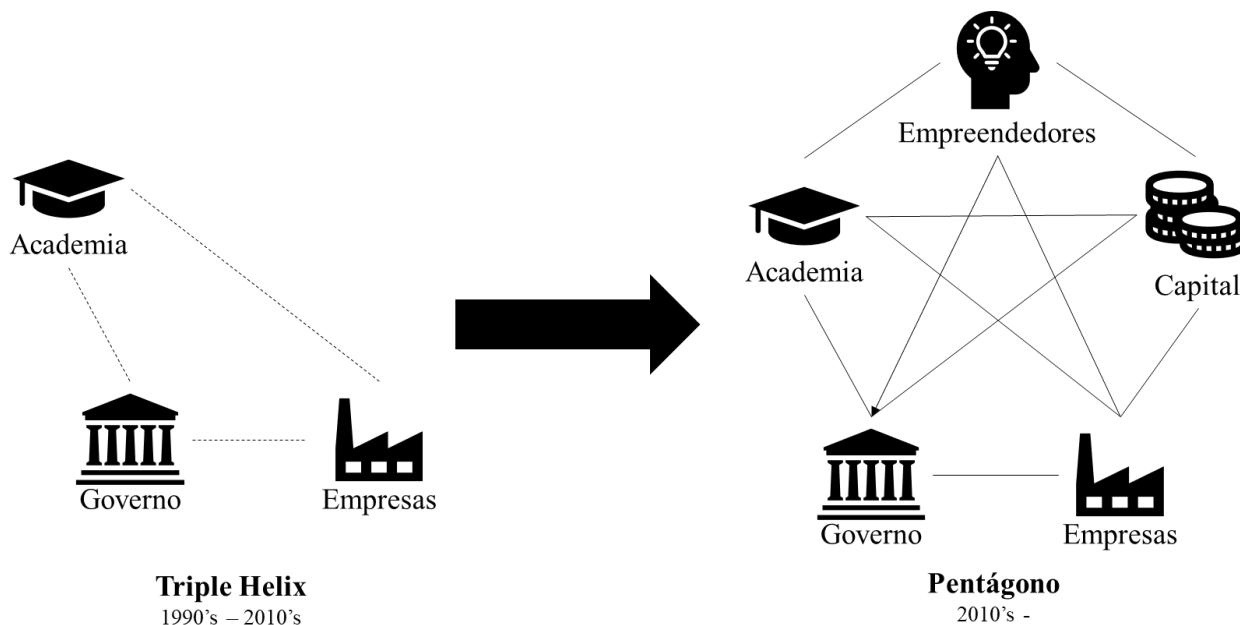 Academia
Governo
Empresas
Triple Helix
1990's – 2010's
Empreendedores
Academia
Capital
Governo
Empresas
Pentágono
2010's -